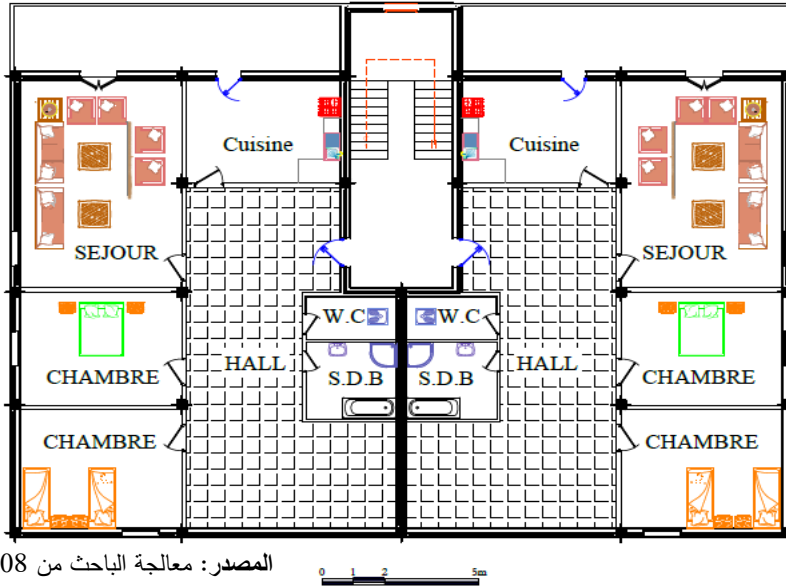 Cuisine Cuisine
SEJOUR SEJOUR
W.C W.C
HALL HALL
CHAMBRE S.D.B S.D.B CHAMBRE
CHAMBRE CHAMBRE
المصدر: معالجة الباحث من 08
0 1 2 5m